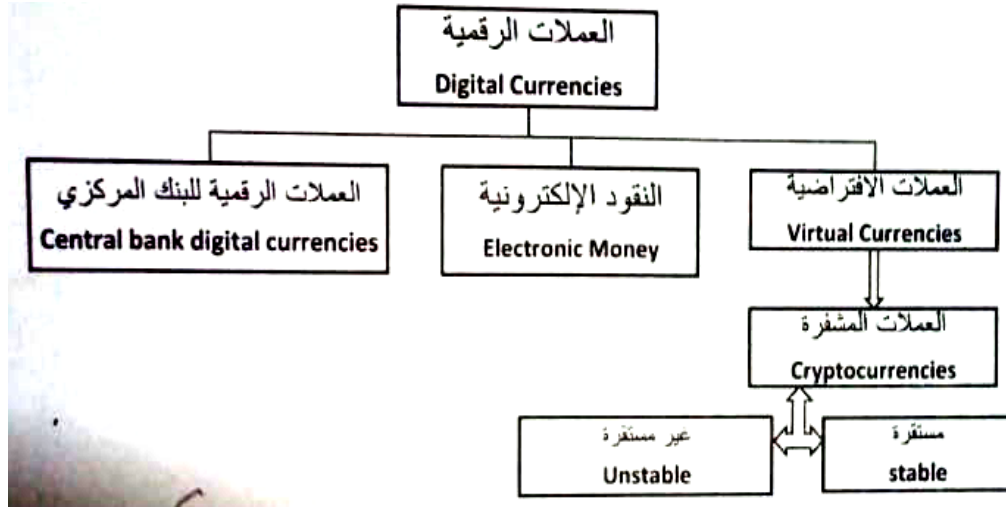 العملات الرقمية
Digital Currencies
العملات الافتراضية
Virtual Currencies
النقود الإلكترونية
Electronic Money
العملات الرقمية للبنك المركزي
Central bank digital currencies
العملات المشفرة
Cryptocurrencies
مستقرة
stable
غير مستقرة
Unstable